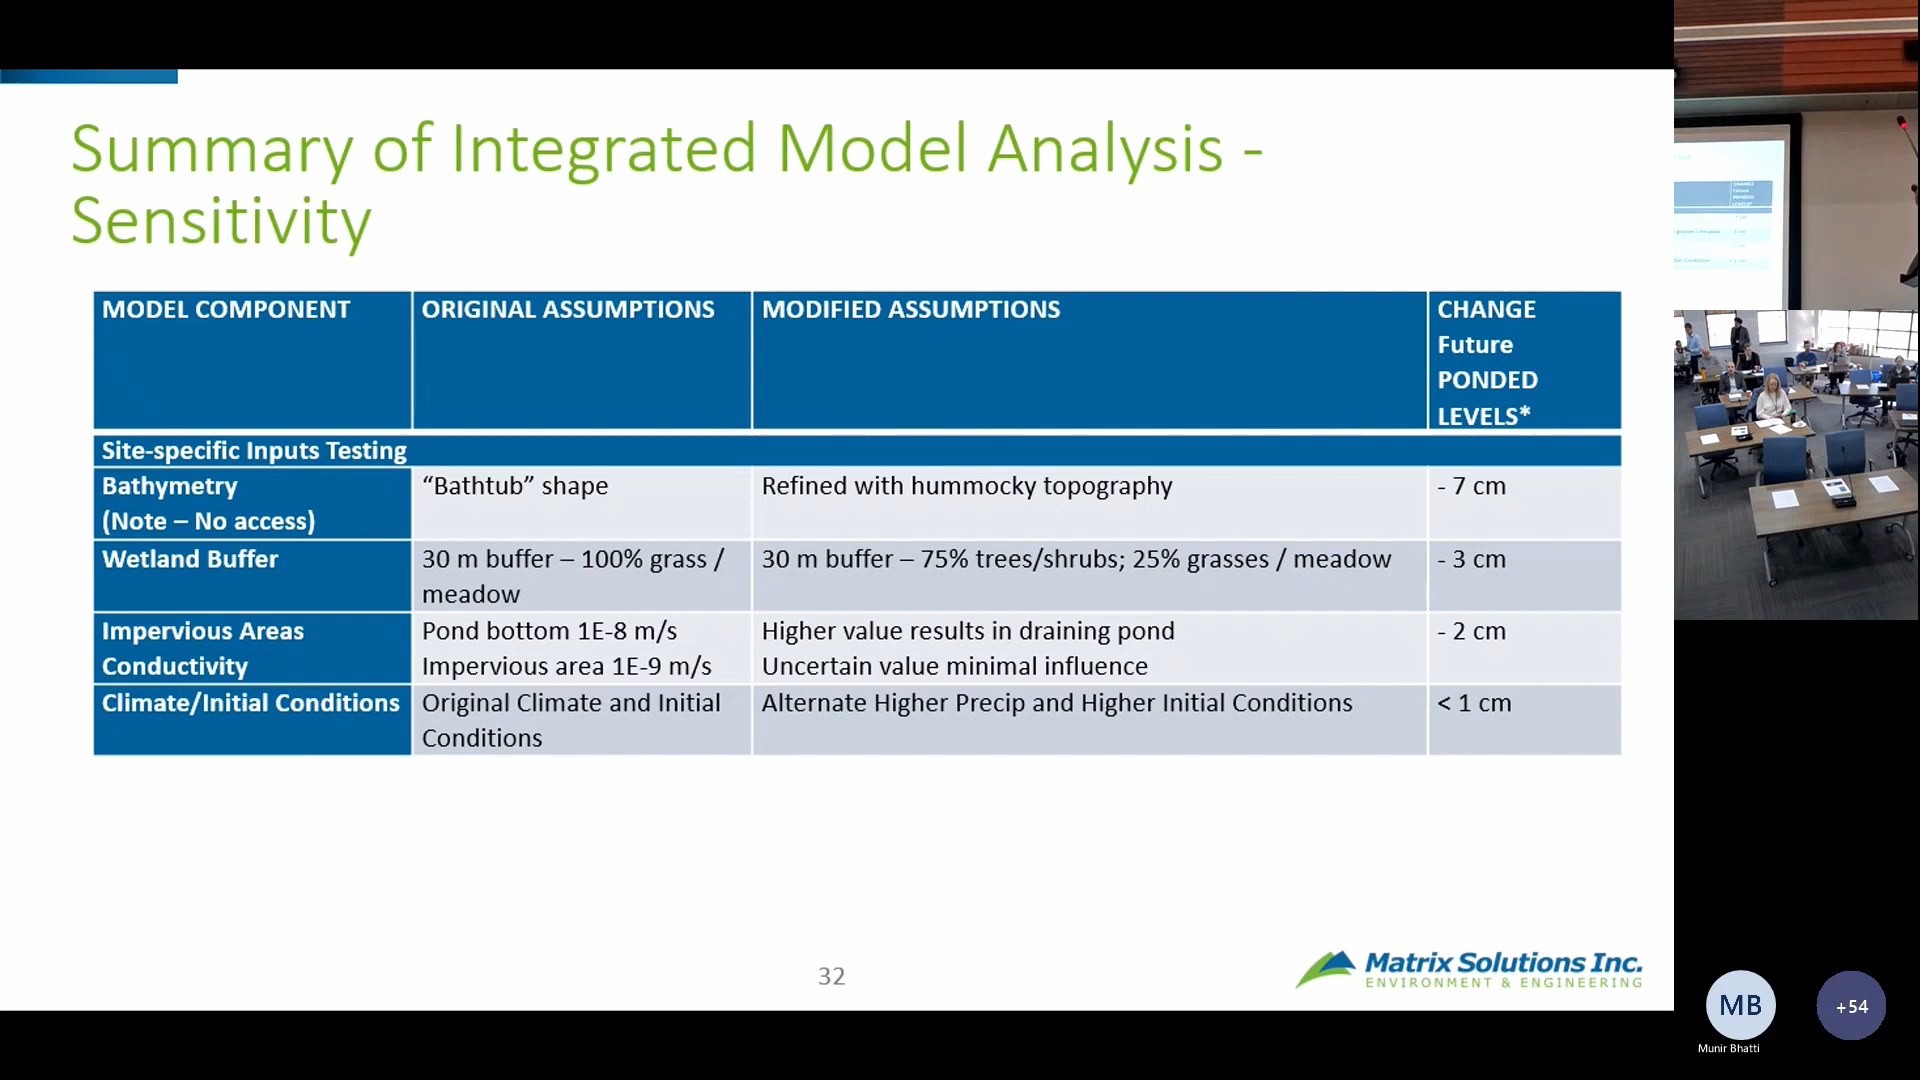 Summary of Integrated Model Analysis -
Sensitivity
MODEL COMPONENT
ORIGINAL ASSUMPTIONS
MODIFIED ASSUMPTIONS
CHANGE
Future
PONDED
LEVELS*
Site-specific Inputs Testing
Bathymetry
(Note – No access)
“Bathtub” shape
Refined with hummocky topography
- 7 cm
Wetland Buffer
30 m buffer – 100% grass /
meadow
30 m buffer – 75% trees/shrubs; 25% grasses / meadow
- 3 cm
Impervious Areas
Conductivity
Pond bottom 1E-8 m/s
Impervious area 1E-9 m/s
Higher value results in draining pond
Uncertain value minimal influence
- 2 cm
Climate/Initial Conditions
Original Climate and Initial
Conditions
Alternate Higher Precip and Higher Initial Conditions
< 1 cm
32
Matrix Solutions Inc.
ENVIRONMENT & ENGINEERING
CHANGE
Future
PONDED
LEVELS*
MB
+54
Munir Bhatti